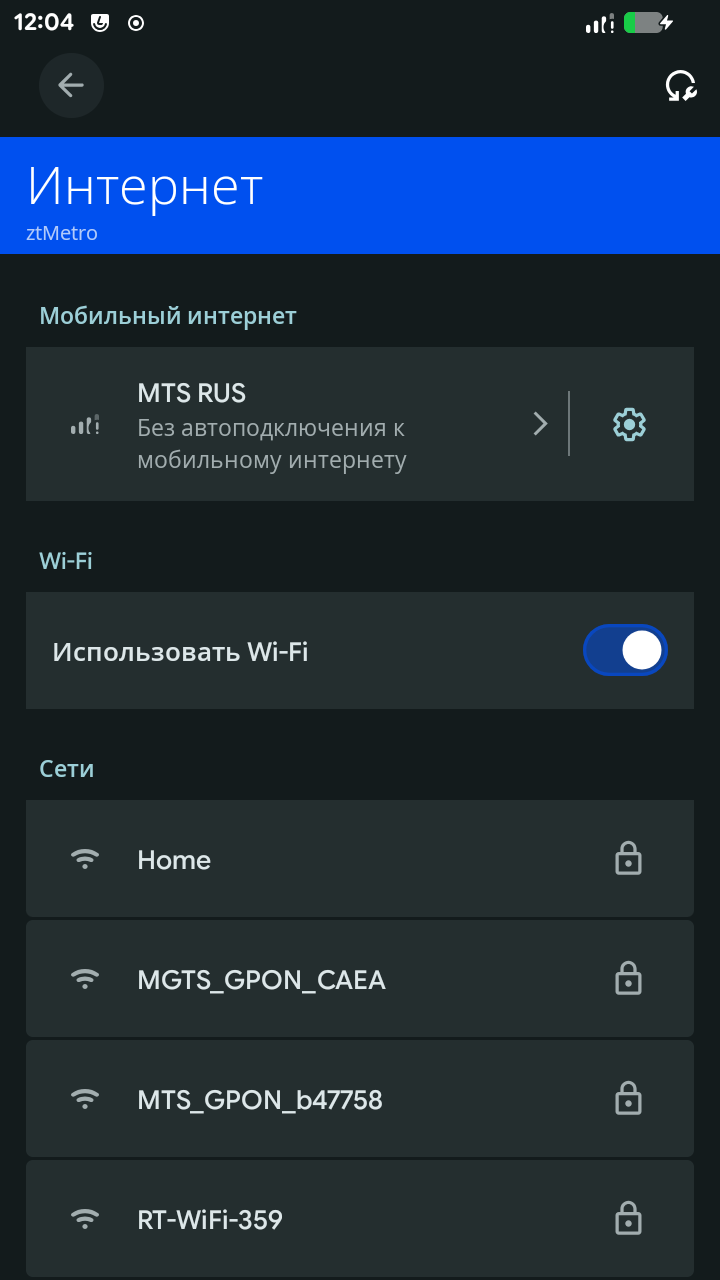 12:04
Интернет
ztMetro
Мобильный интернет
MTS RUS
Без автоподключения к
мобильному интернету
Wi-Fi
Использовать Wi-Fi
Сети
Home
MGTS_GPON_CAEA
MTS_GPON_b47758
RT-WiFi-359